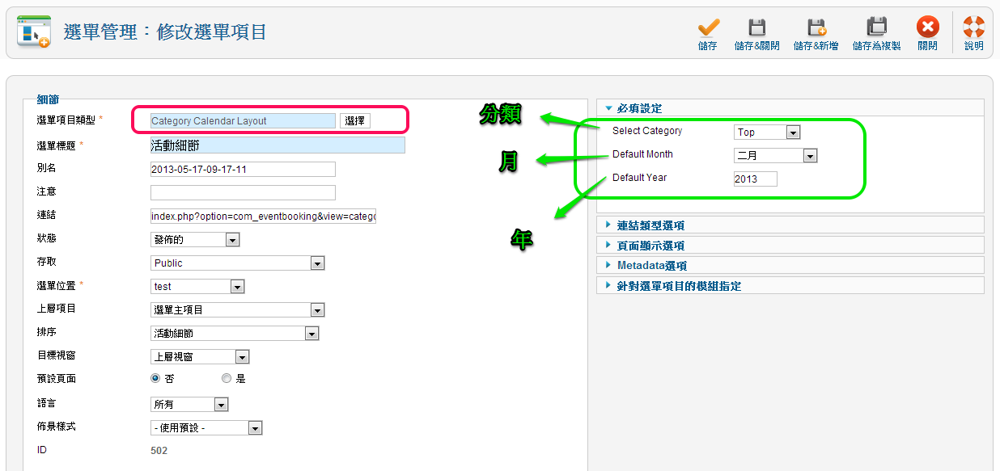 選單管理：修改選單項目
儲存
儲存&關閉
儲存&新增
儲存為複製
關閉
說明
細節
選單項目類型 * Category Calendar Layout 選擇
選單標題 * 活動細節
別名 2013-05-17-09-17-11
注意
連結 index.php?option=com_eventbooking&view=catego
狀態 發佈的
存取 Public
選單位置 * test
上層項目 選單主項目
排序 活動細節
目標視窗 上層視窗
預設頁面 否 是
語言 所有
佈景樣式 - 使用預設 -
ID 502
分類
月
年
必填設定
Select Category Top
Default Month 二月
Default Year 2013
連結類型選項
頁面顯示選項
Metadata選項
針對選單項目的模組指定